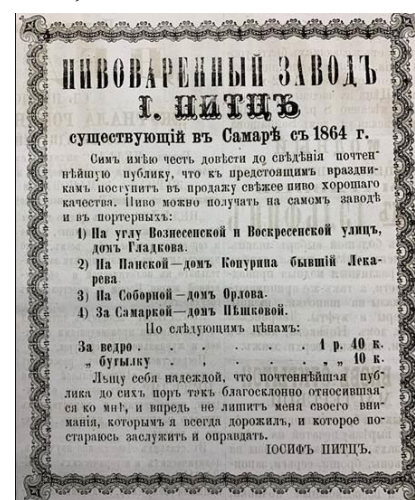 ПИВОВАРЕННЫЙ ЗАВОДЪ
І. ПИТЦЪ
существующій въ Самарѣ съ 1864 г.
Симъ имѣю честь довести до свѣдѣнія почтен-
нѣйшую публику, что къ предстоящимъ праздни-
камъ поступитъ въ продажу свѣжее пиво хорошаго
качества. Пиво можно получать на самомъ заводѣ
и въ портерныхъ:
1) На углу Вознесенской и Воскресенской улицъ,
домъ Гладкова.
2) На Панской—домъ Копурина бывшій Лека-
рева
3) На Соборной—домъ Орлова.
4) За Самаркой—домъ Пѣшковой.
По слѣдующимъ цѣнамъ:
За ведро . . . . . 1 р. 40 к.
„ бутылку . , . . . . „ 10 к.
Льщу себя надеждой, что почтеннѣйшая пуб-
лика до сихъ поръ такъ благосклонно относившая-
ся ко мнѣ, и впредь не лишитъ меня своего вни-
манія, которымъ я всегда дорожилъ, и которое по-
стараюсь заслужить и оправдать.
ІОСИФЪ ПИТЦЪ.